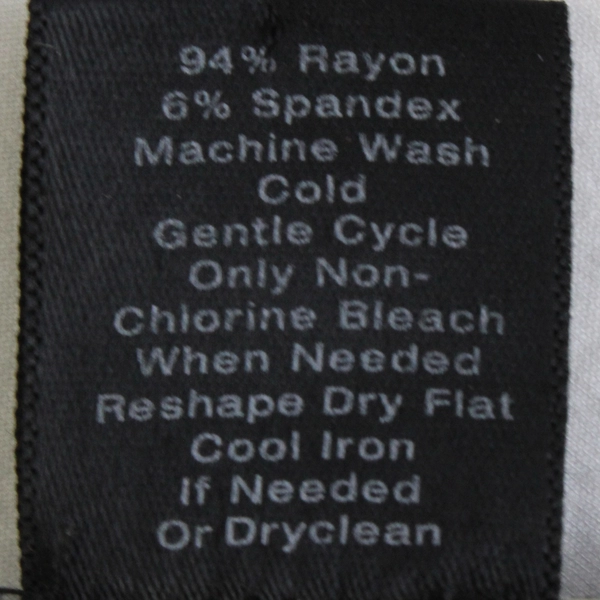 94% Rayon
6% Spandex
Machine Wash
Cold
Gentle Cycle
Only Non-
Chlorine Bleach
When Needed
Reshape Dry Flat
Cool Iron
If Needed
Or Dryclean